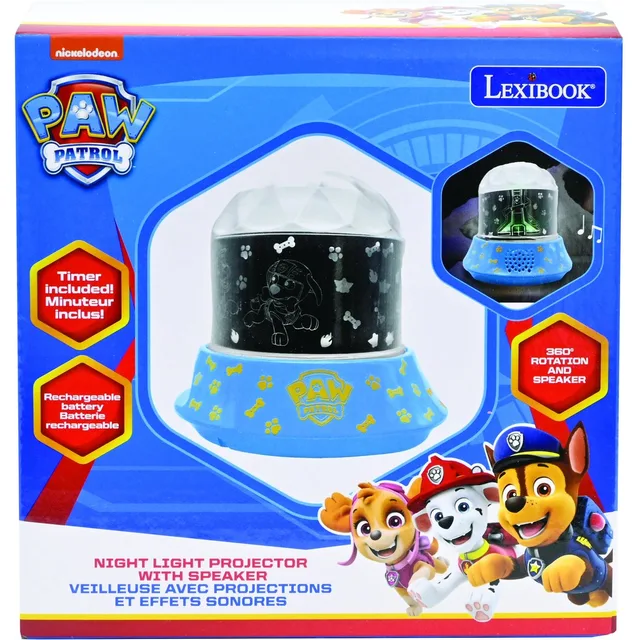 nickelodeon
PAW
PATROL
LEXIBOOK®
Timer
included!
Minuteur
inclus!
Rechargeable
battery
Batterie
rechargeable
360°
ROTATION
AND
SPEAKER
PAW
PATROL
NIGHT LIGHT PROJECTOR
WITH SPEAKER
VEILLEUSE AVEC PROJECTIONS
ET EFFETS SONORES